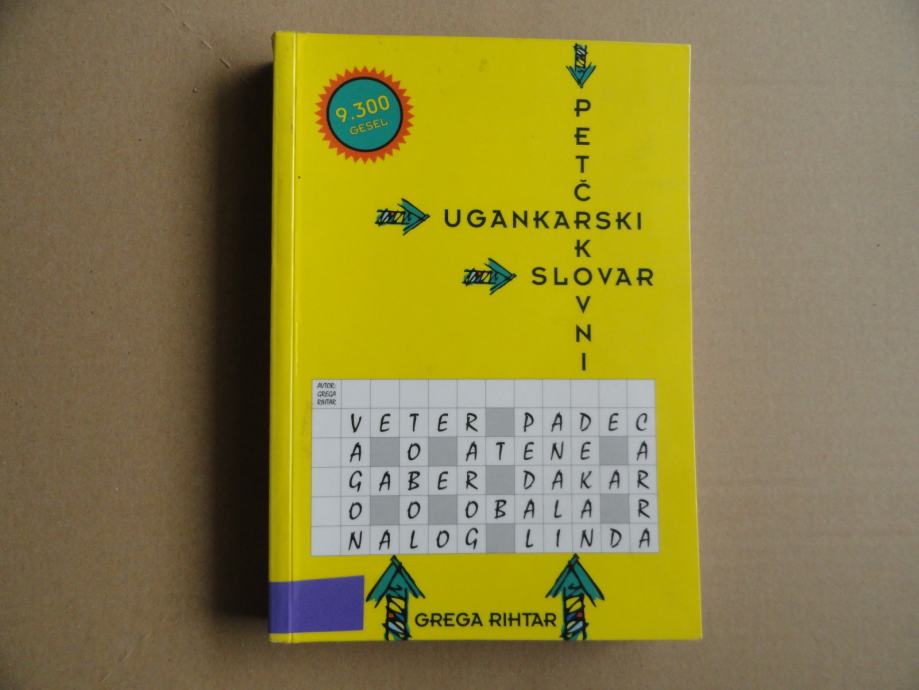 9.300
GESEL
PETČRKOVNI
UGANKARSKI
SLOVAR
AVTOR:
GREGA
RIHTAR
VETER PADEC
A O ATENE A
GABER DAKAR
O O OBALA R
NALOG LINDA
GREGA RIHTAR